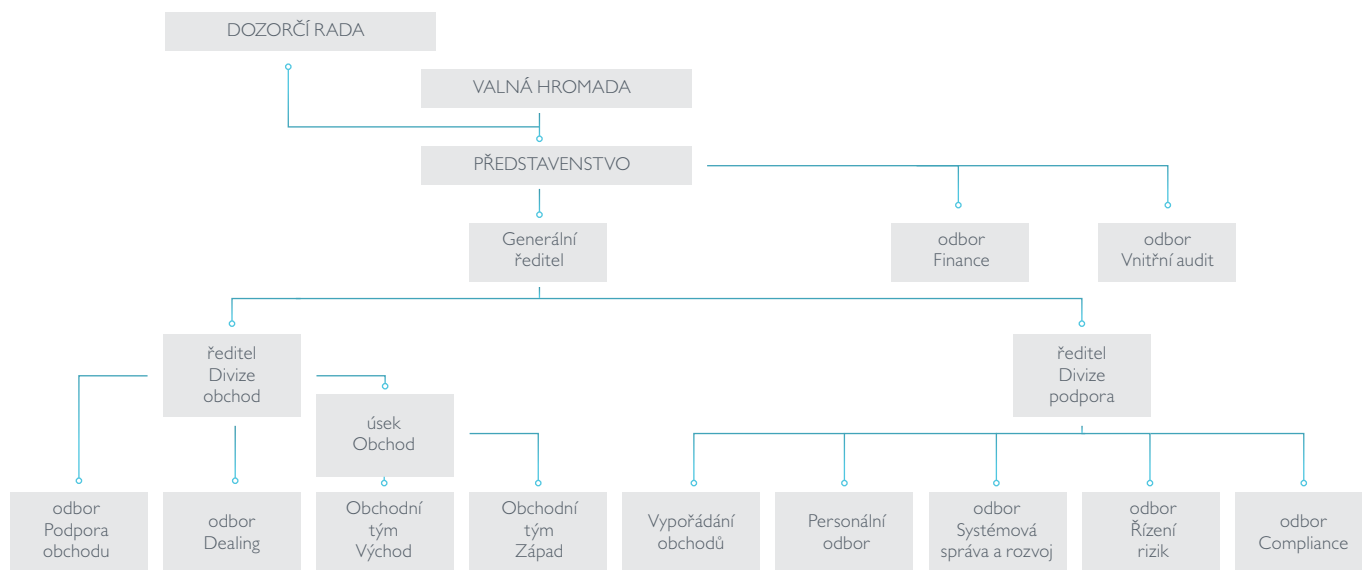 DOZORČÍ RADA
VALNÁ HROMADA
PŘEDSTAVENSTVO
Generální
ředitel
odbor
Finance
odbor
Vnitřní audit
ředitel
Divize
obchod
ředitel
Divize
podpora
úsek
Obchod
odbor
Podpora
obchodu
odbor
Dealing
Obchodní
tým
Východ
Obchodní
tým
Západ
Vypořádání
obchodů
Personální
odbor
odbor
Systémová
správa a rozvoj
odbor
Řízení
rizik
odbor
Compliance